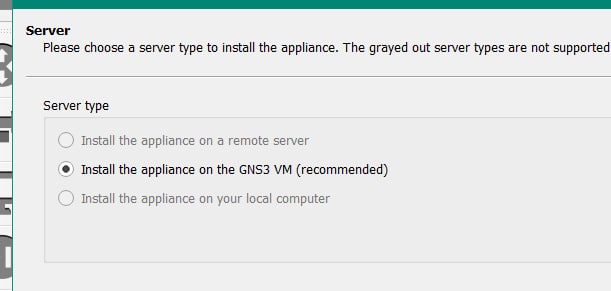 Server
Please choose a server type to install the appliance. The grayed out server types are not supported
Server type
Install the appliance on a remote server
Install the appliance on the GNS3 VM (recommended)
Install the appliance on your local computer